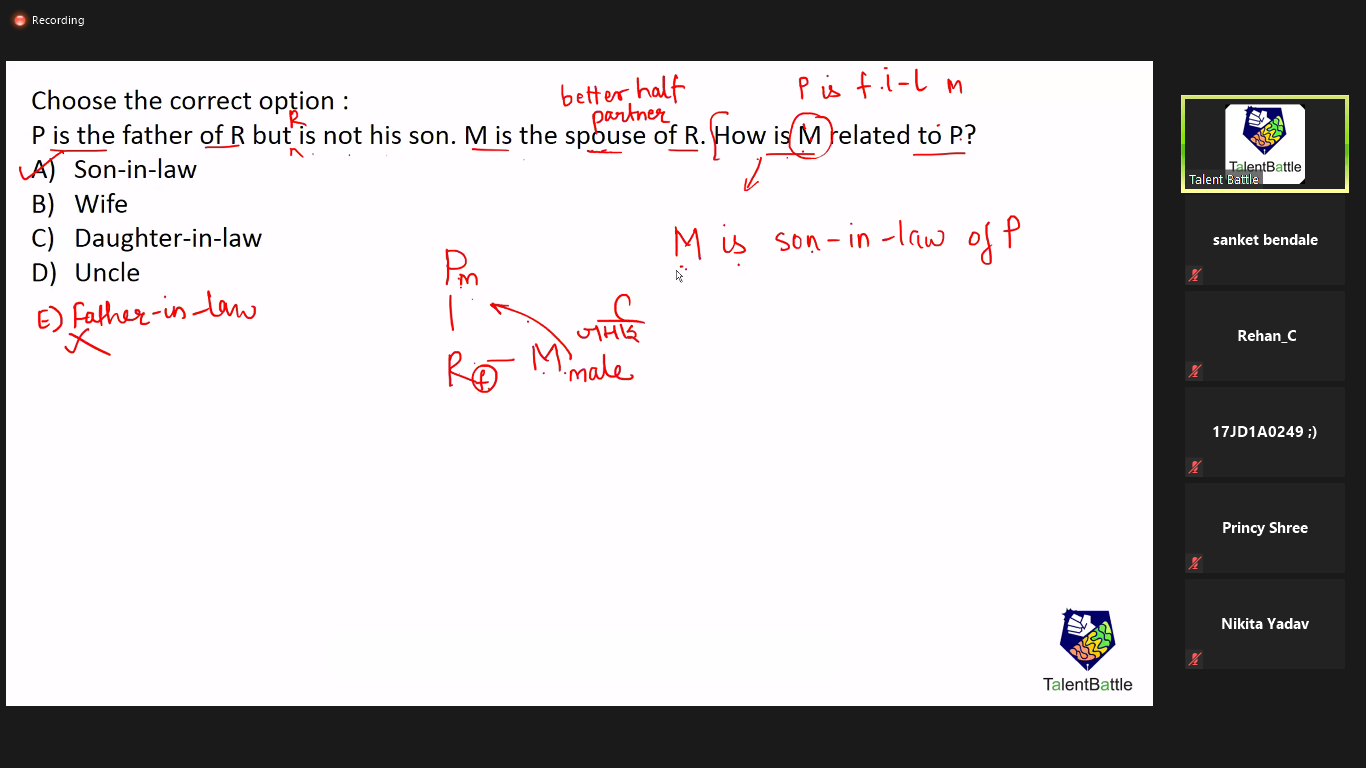 Recording
better half
partner
P is f.i-l M
Choose the correct option :
R
P is the father of R but is not his son. M is the spouse of R. How is M related to P?
A) Son-in-law
B) Wife
C) Daughter-in-law
D) Uncle
E) Father-in-law
M is son-in-law of P
Pm
R f — M male
TalentBattle
TalentBattle
Talent Battle
sanket bendale
Rehan_C
17JD1A0249 ;)
Princy Shree
Nikita Yadav